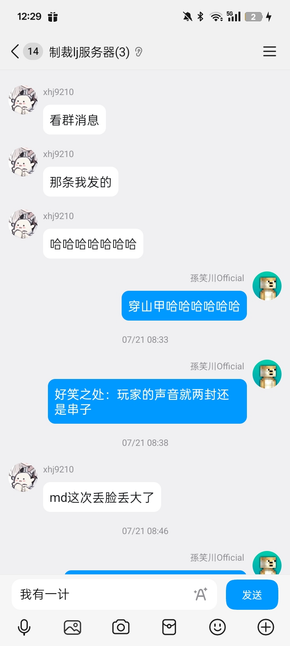 12:29
2
14
制裁lj服务器(3)
xhj9210
看群消息
xhj9210
那条我发的
xhj9210
哈哈哈哈哈哈哈
孫笑川Official
穿山甲哈哈哈哈哈哈
07/21 08:33
孫笑川Official
好笑之处：玩家的声音就两封还
是串子
07/21 08:38
xhj9210
md这次丢脸丢大了
07/21 08:46
孫笑川Official
我有一计
发送